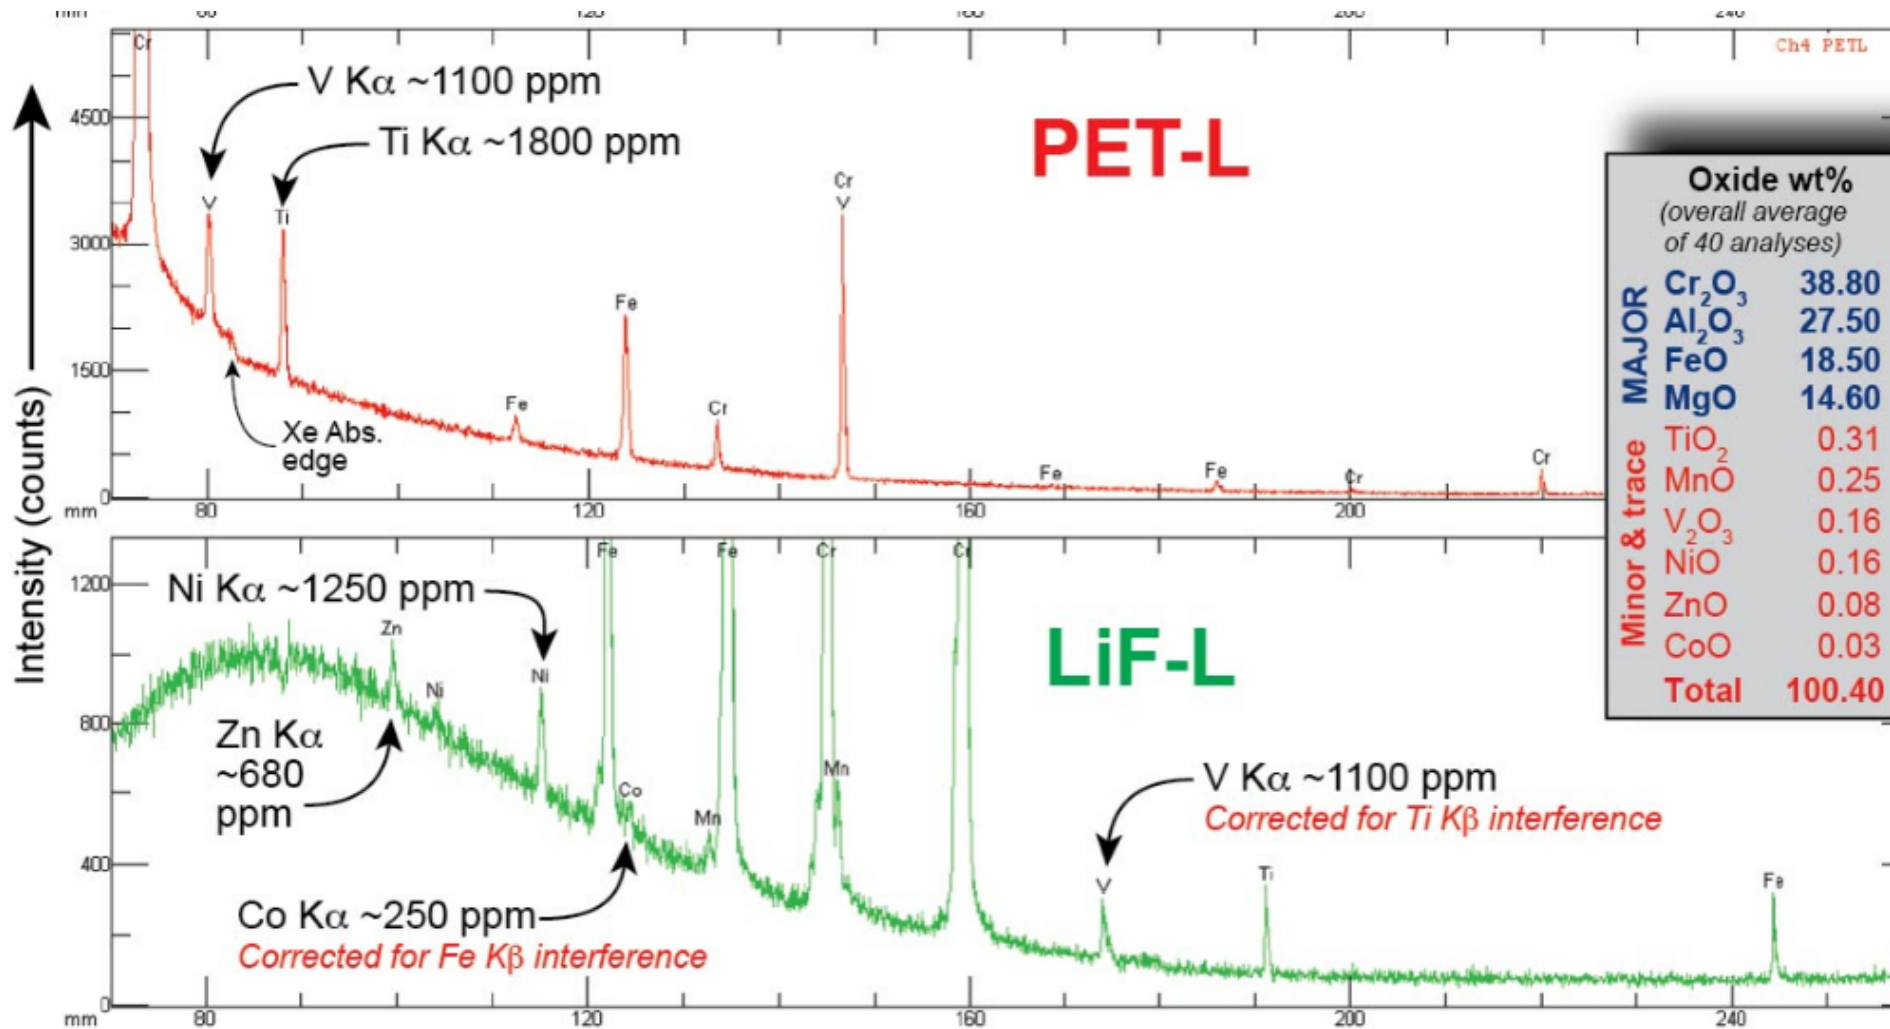 mm 80 120 160 200 240
Ch4 PETL
Cr
V Kα ~1100 ppm
Ti Kα ~1800 ppm
PET-L
4500
V
Ti
Cr
V
3000
Fe
1500
Fe
Cr
Xe Abs.
edge
Fe
Fe
Cr
Cr
0
mm 80 120 160 200
Intensity (counts)
Oxide wt%
(overall average
of 40 analyses)
MAJOR
Cr2O3 38.80
Al2O3 27.50
FeO 18.50
MgO 14.60
Minor & trace
TiO2 0.31
MnO 0.25
V2O3 0.16
NiO 0.16
ZnO 0.08
CoO 0.03
Total 100.40
Fe Fe Cr Cr
1200
Ni Kα ~1250 ppm
LiF-L
Zn
Ni
Ni
800
Zn Kα
~680
ppm
Co
Mn
Mn
V Kα ~1100 ppm
Corrected for Ti Kβ interference
400
V
Ti
Fe
Co Kα ~250 ppm
Corrected for Fe Kβ interference
0
mm 80 120 160 200 240